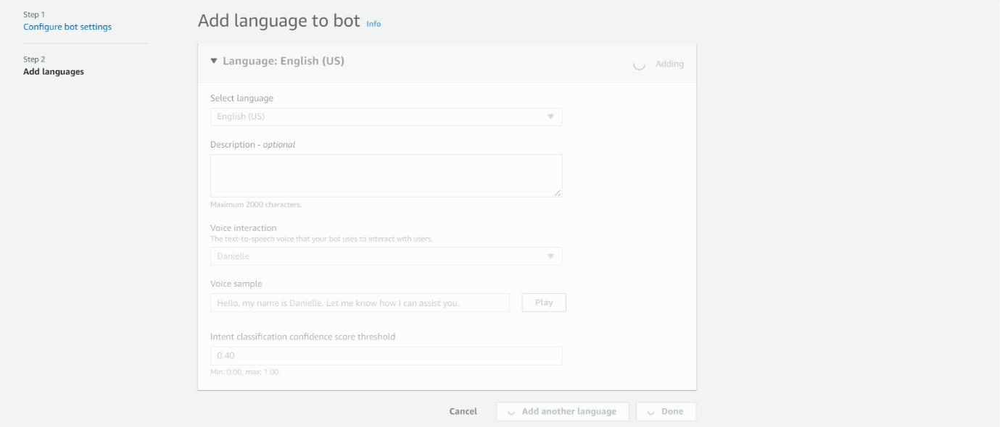 Step 1
Configure bot settings
Step 2
Add languages
Add language to bot Info
Language: English (US)
Adding
Select language
English (US)
Description - optional
Maximum 2000 characters.
Voice interaction
The text-to-speech voice that your bot uses to interact with users.
Danielle
Voice sample
Hello, my name is Danielle. Let me know how I can assist you.
Play
Intent classification confidence score threshold
0.40
Min: 0.00, max: 1.00.
Cancel
Add another language
Done